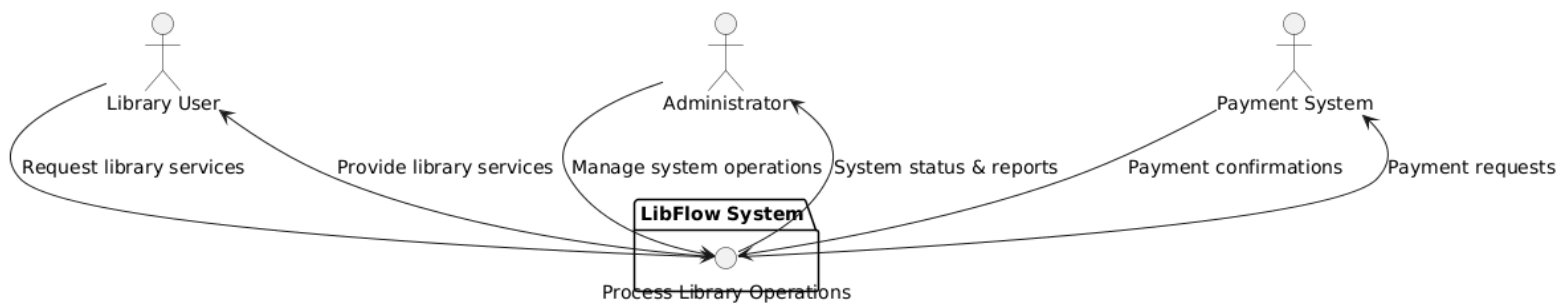 Library User
Administrator
Payment System
Request library services
Provide library services
Manage system operations
System status & reports
Payment confirmations
Payment requests
LibFlow System
Process Library Operations